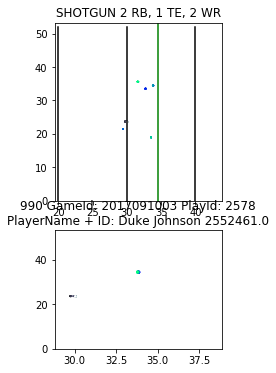 SHOTGUN 2 RB, 1 TE, 2 WR
50
40
30
20
10
0
20 25 30 35 40
990 GameId: 2017091003 PlayId: 2578
PlayerName + ID: Duke Johnson 2552461.0
40
20
0
30.0 32.5 35.0 37.5